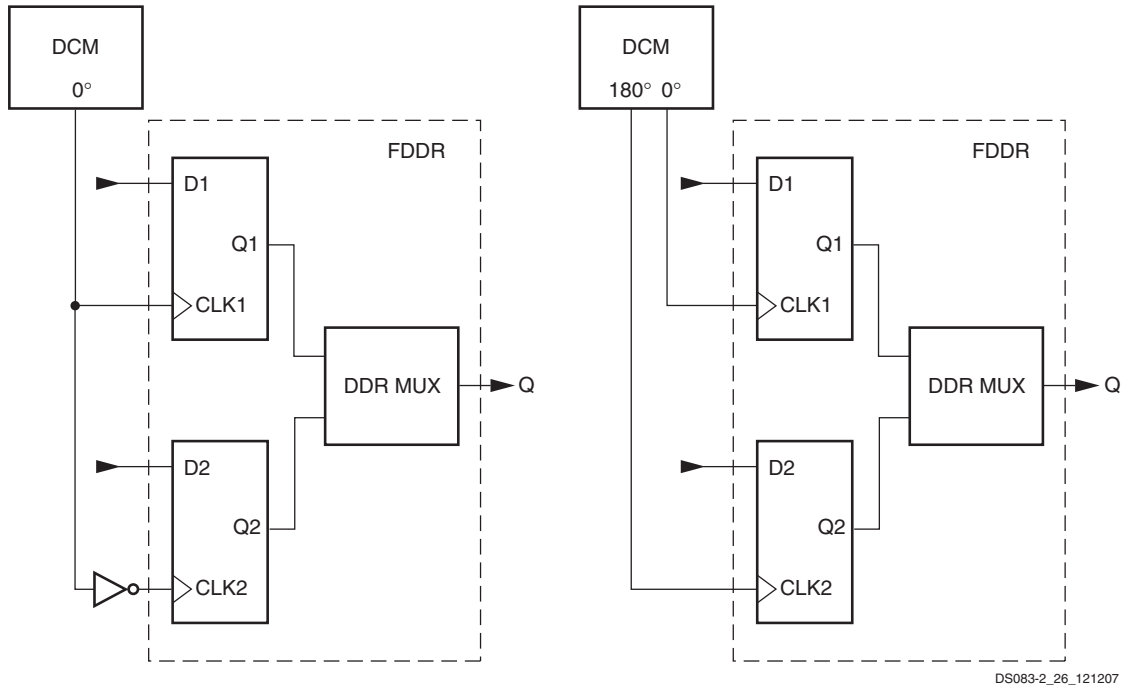 DCM
0°
FDDR
D1
Q1
CLK1
DDR MUX
Q
D2
Q2
CLK2
DCM
180° 0°
FDDR
D1
Q1
CLK1
DDR MUX
Q
D2
Q2
CLK2
DS083-2_26_121207